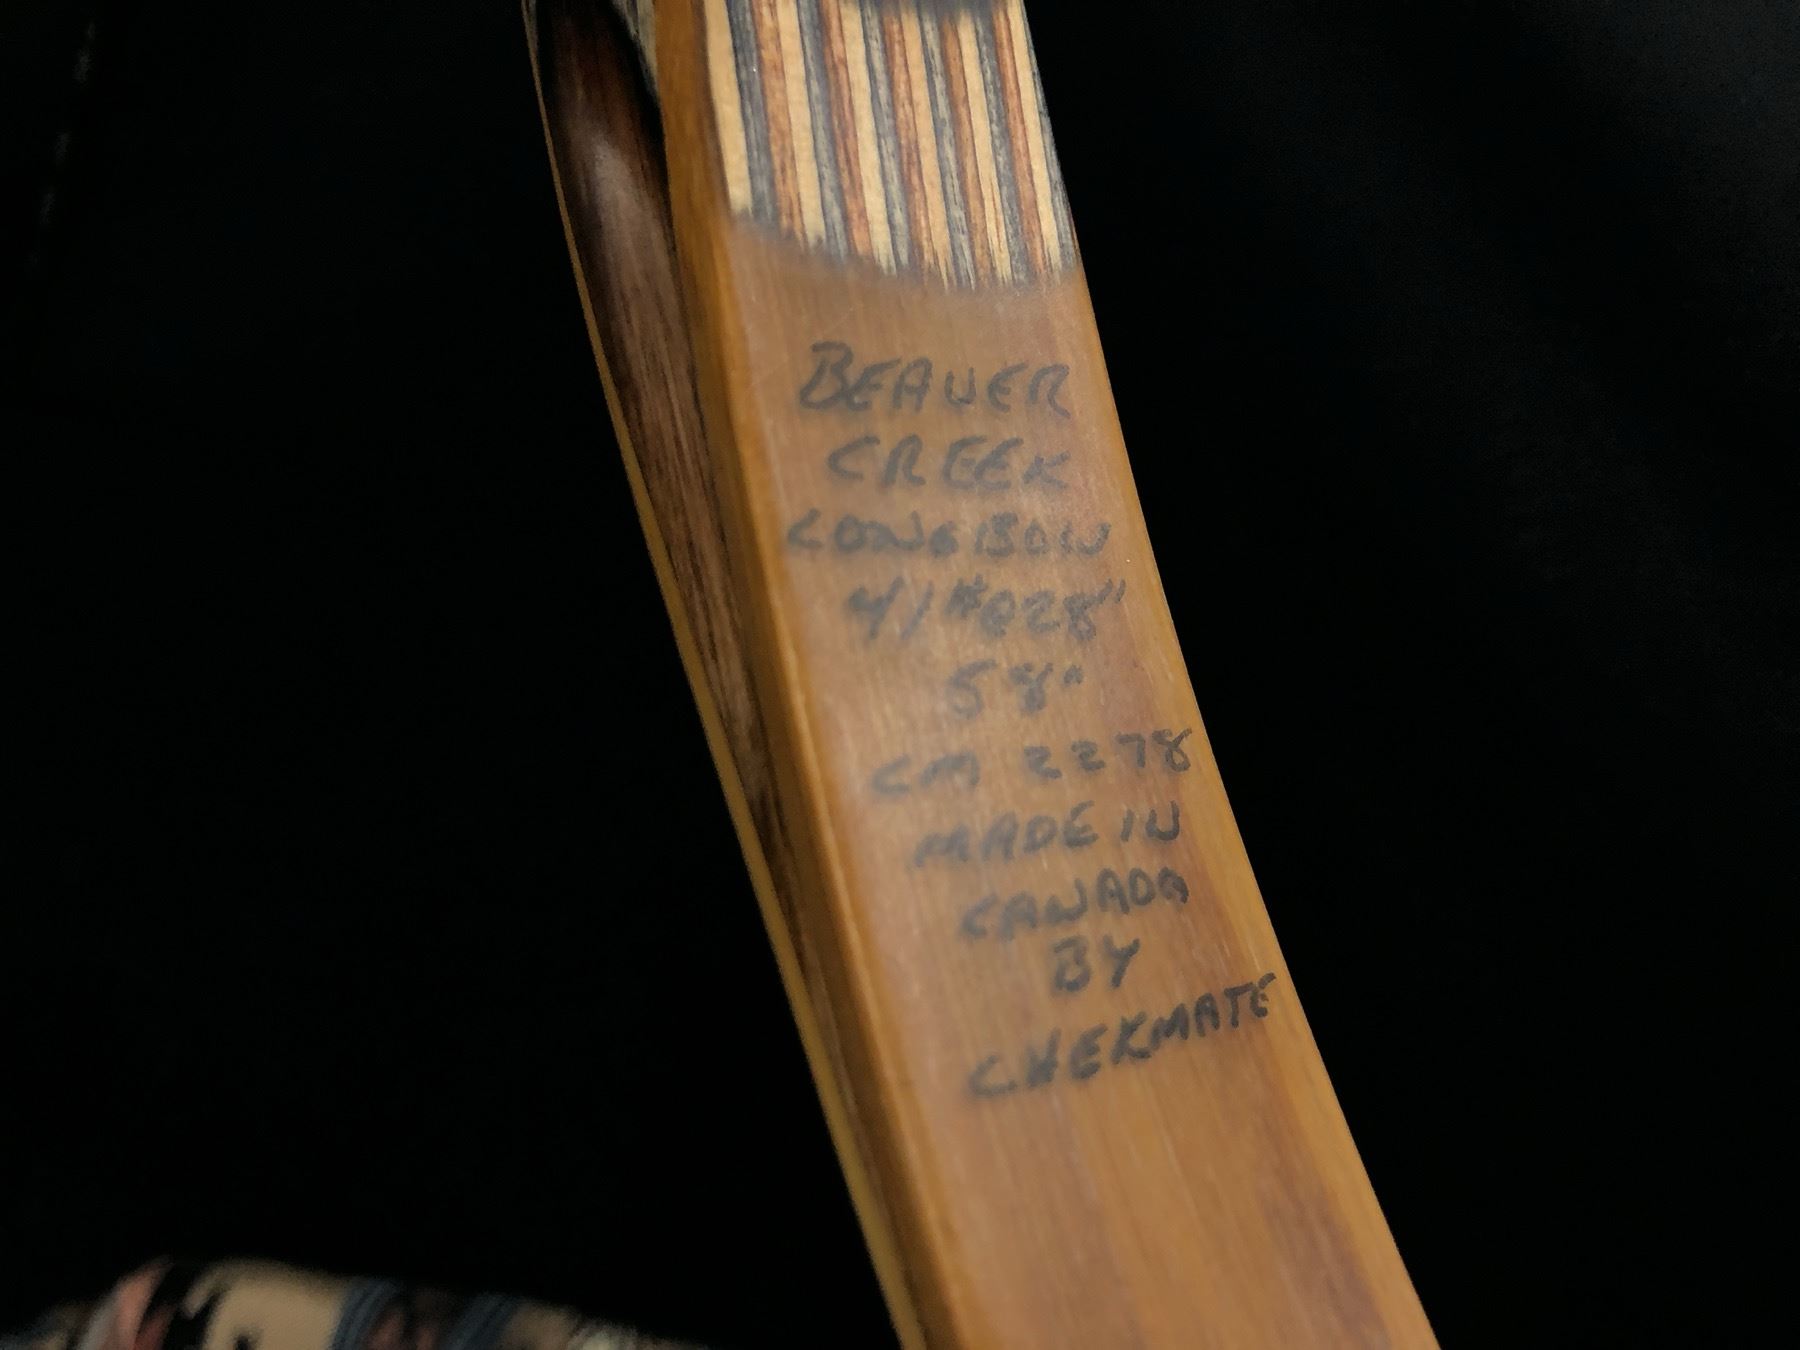 BEAVER
CREEK
LONGBOW
41#@28"
58"
CM 2278
MADE IN
CANADA
BY
CHEKMATE